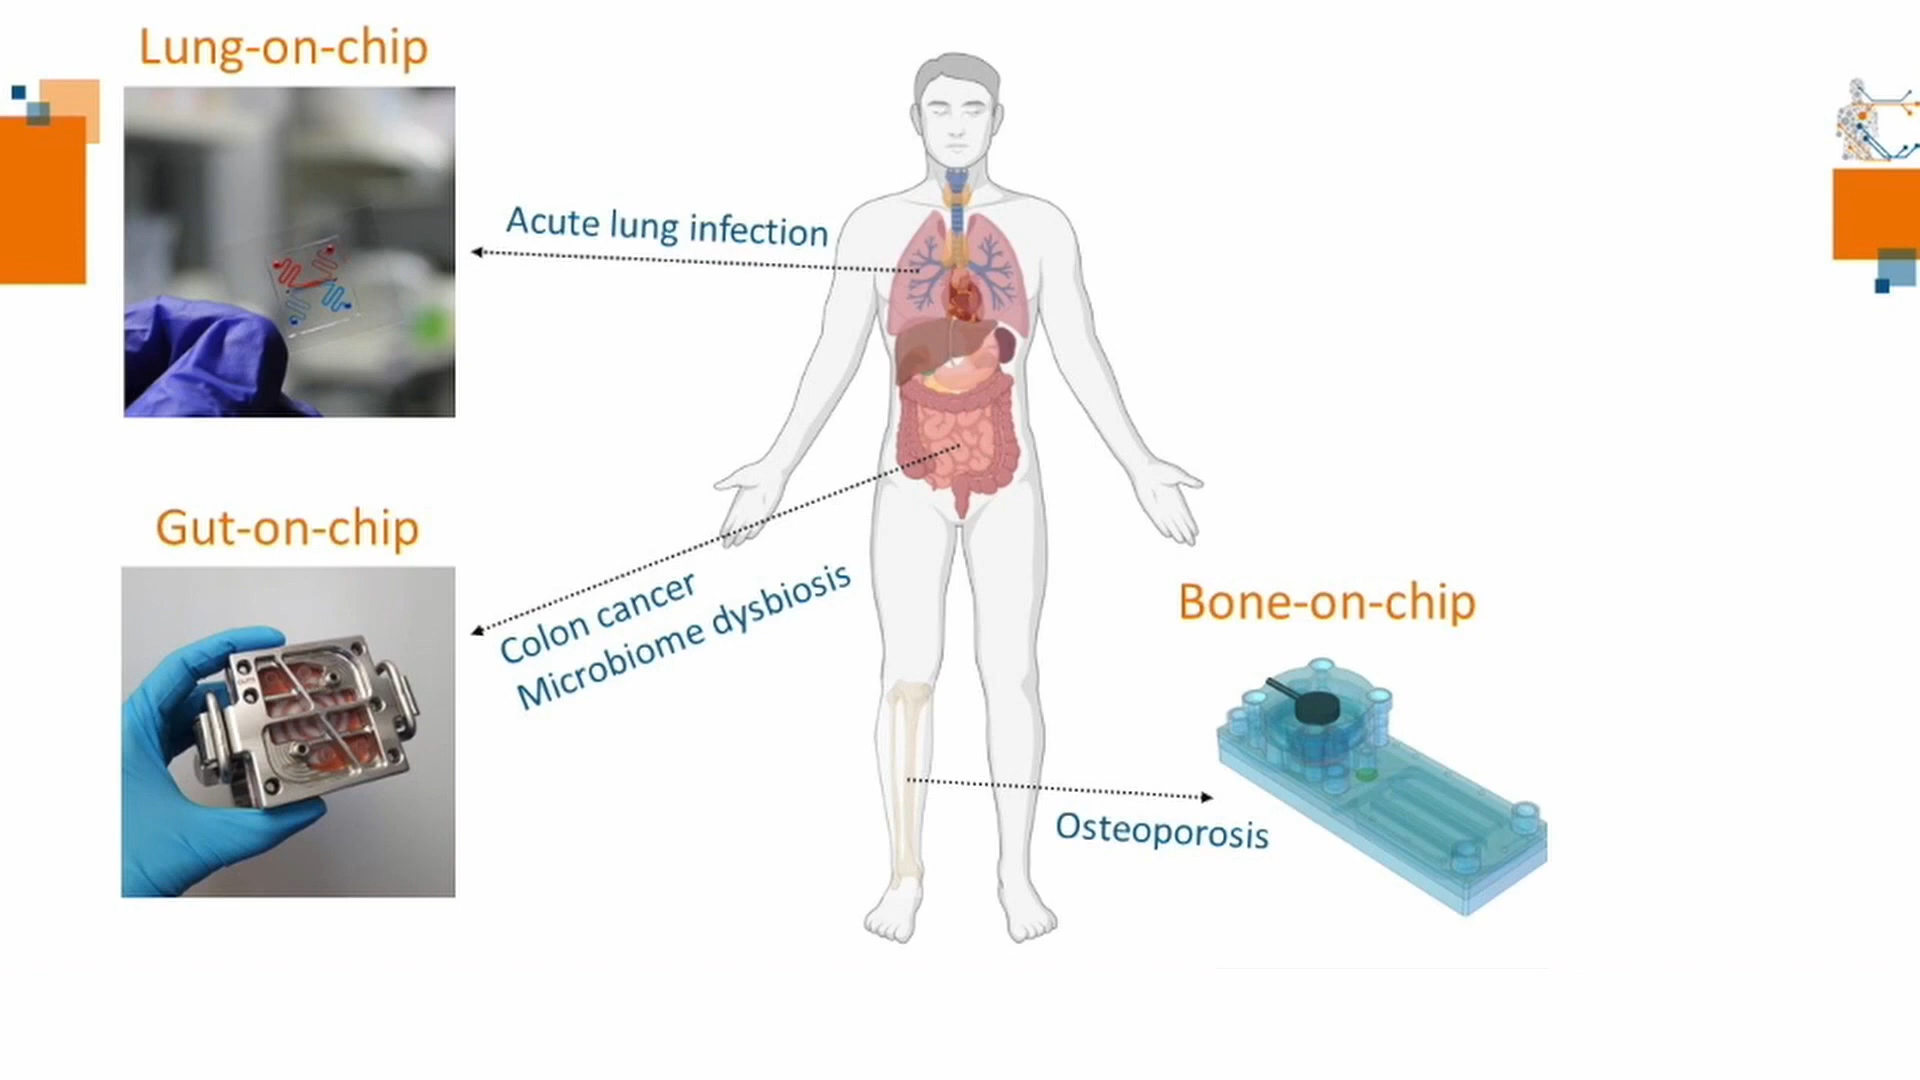 Lung-on-chip
Acute lung infection
Gut-on-chip
Colon cancer
Microbiome dysbiosis
Bone-on-chip
Osteoporosis